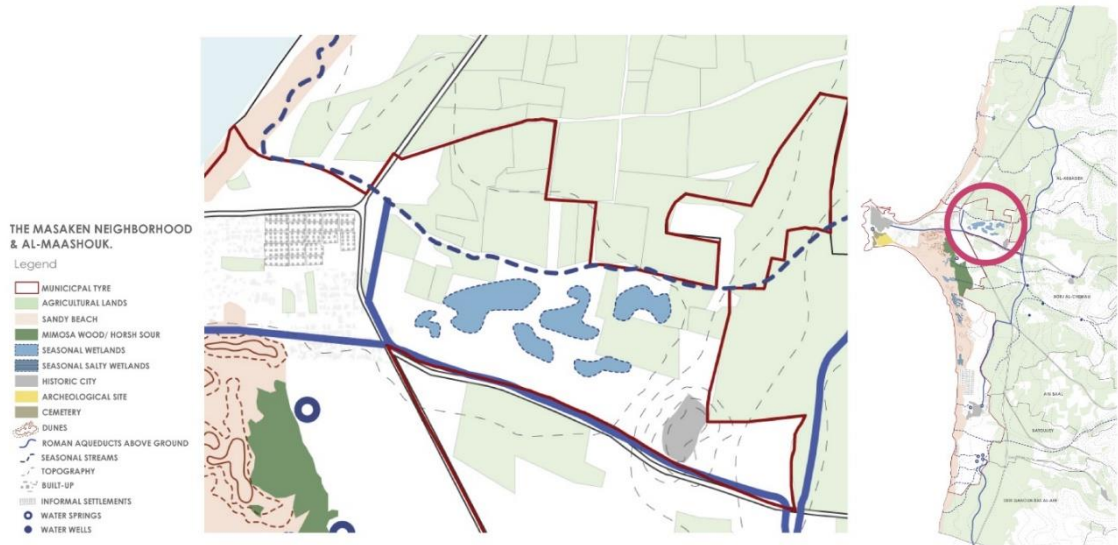 THE MASAKEN NEIGHBORHOOD
& AL-MAASHOUK.
Legend
MUNICICPAL TYRE
AGRICULTURAL LANDS
SANDY BEACH
MIMOSA WOOD/ HORSH SOUR
SEASONAL WETLANDS
SEASONAL SALTY WETLANDS
HISTORIC CITY
ARCHEOLOGICAL SITE
CEMETERY
DUNES
ROMAN AQUEDUCTS ABOVE GROUND
SEASONAL STREAMS
TOPOGRAPHY
BUILT-UP
INFORMAL SETTLEMENTS
WATER SPRINGS
WATER WELLS